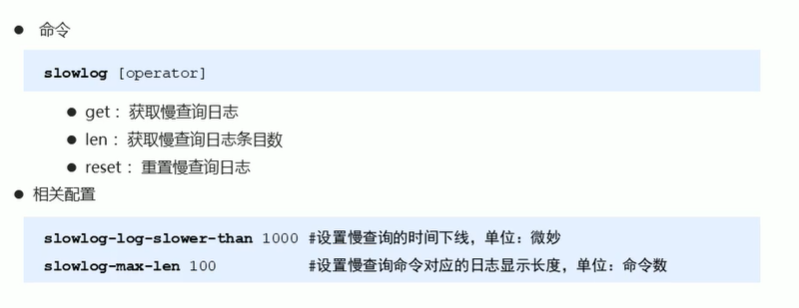 ● 命令
slowlog [operator]
● get：获取慢查询日志
● len：获取慢查询日志条目数
● reset：重置慢查询日志
● 相关配置
slowlog-log-slower-than 1000 #设置慢查询的时间下线，单位：微妙
slowlog-max-len 100 #设置慢查询命令对应的日志显示长度，单位：命令数